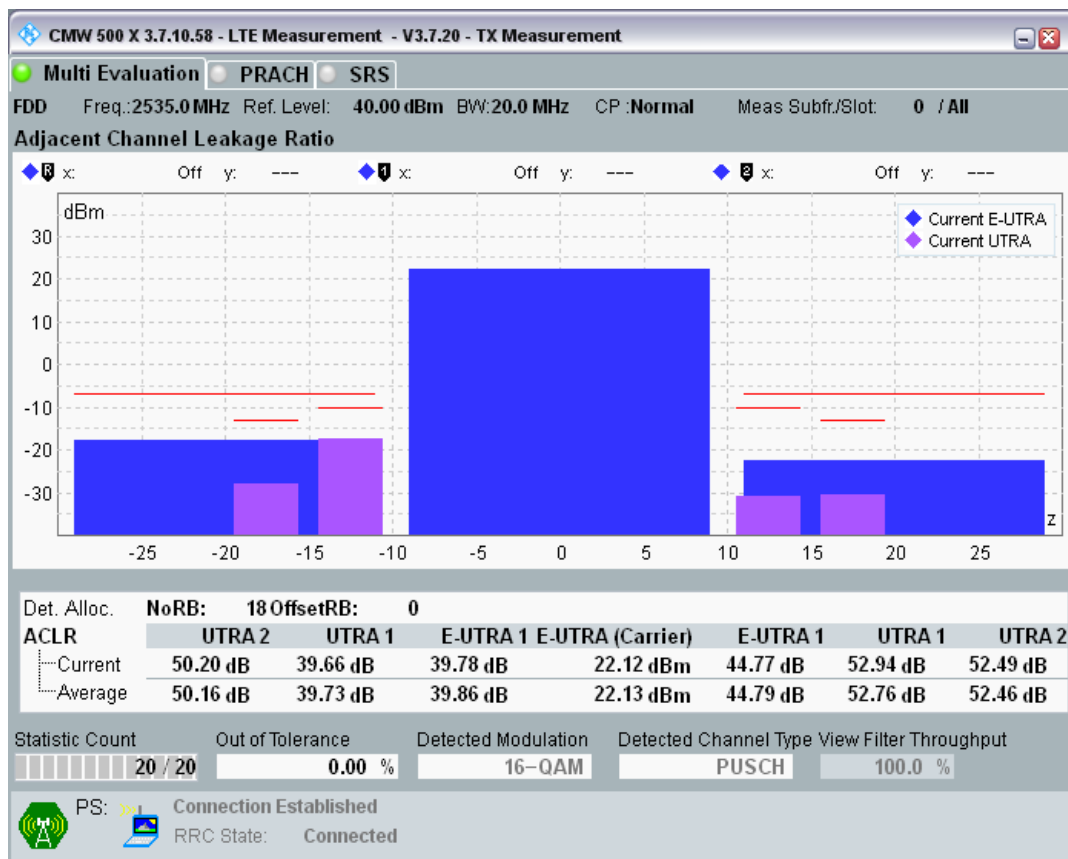 CMW 500 X 3.7.10.58 - LTE Measurement - V3.7.20 - TX Measurement
Multi Evaluation PRACH SRS
FDD Freq.:2535.0 MHz Ref. Level: 40.00 dBm BW:20.0 MHz CP :Normal Meas Subfr./Slot: 0 / All
Adjacent Channel Leakage Ratio
R x: Off y: --- 1 x: Off y: --- 2 x: Off y: ---
dBm
Current E-UTRA
Current UTRA
30
20
10
0
-10
-20
-30
z
-25 -20 -15 -10 -5 0 5 10 15 20 25
Det. Alloc. NoRB: 18 OffsetRB: 0
ACLR UTRA 2 UTRA 1 E-UTRA 1 E-UTRA (Carrier) E-UTRA 1 UTRA 1 UTRA 2
Current 50.20 dB 39.66 dB 39.78 dB 22.12 dBm 44.77 dB 52.94 dB 52.49 dB
Average 50.16 dB 39.73 dB 39.86 dB 22.13 dBm 44.79 dB 52.76 dB 52.46 dB
Statistic Count Out of Tolerance Detected Modulation Detected Channel Type View Filter Throughput
20 / 20 0.00 % 16-QAM PUSCH 100.0 %
PS: Connection Established
RRC State: Connected